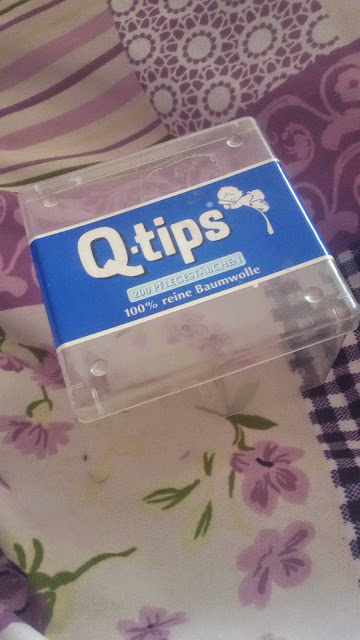 Q-tips®
200 PFLEGESTÄBCHEN
100% reine Baumwolle